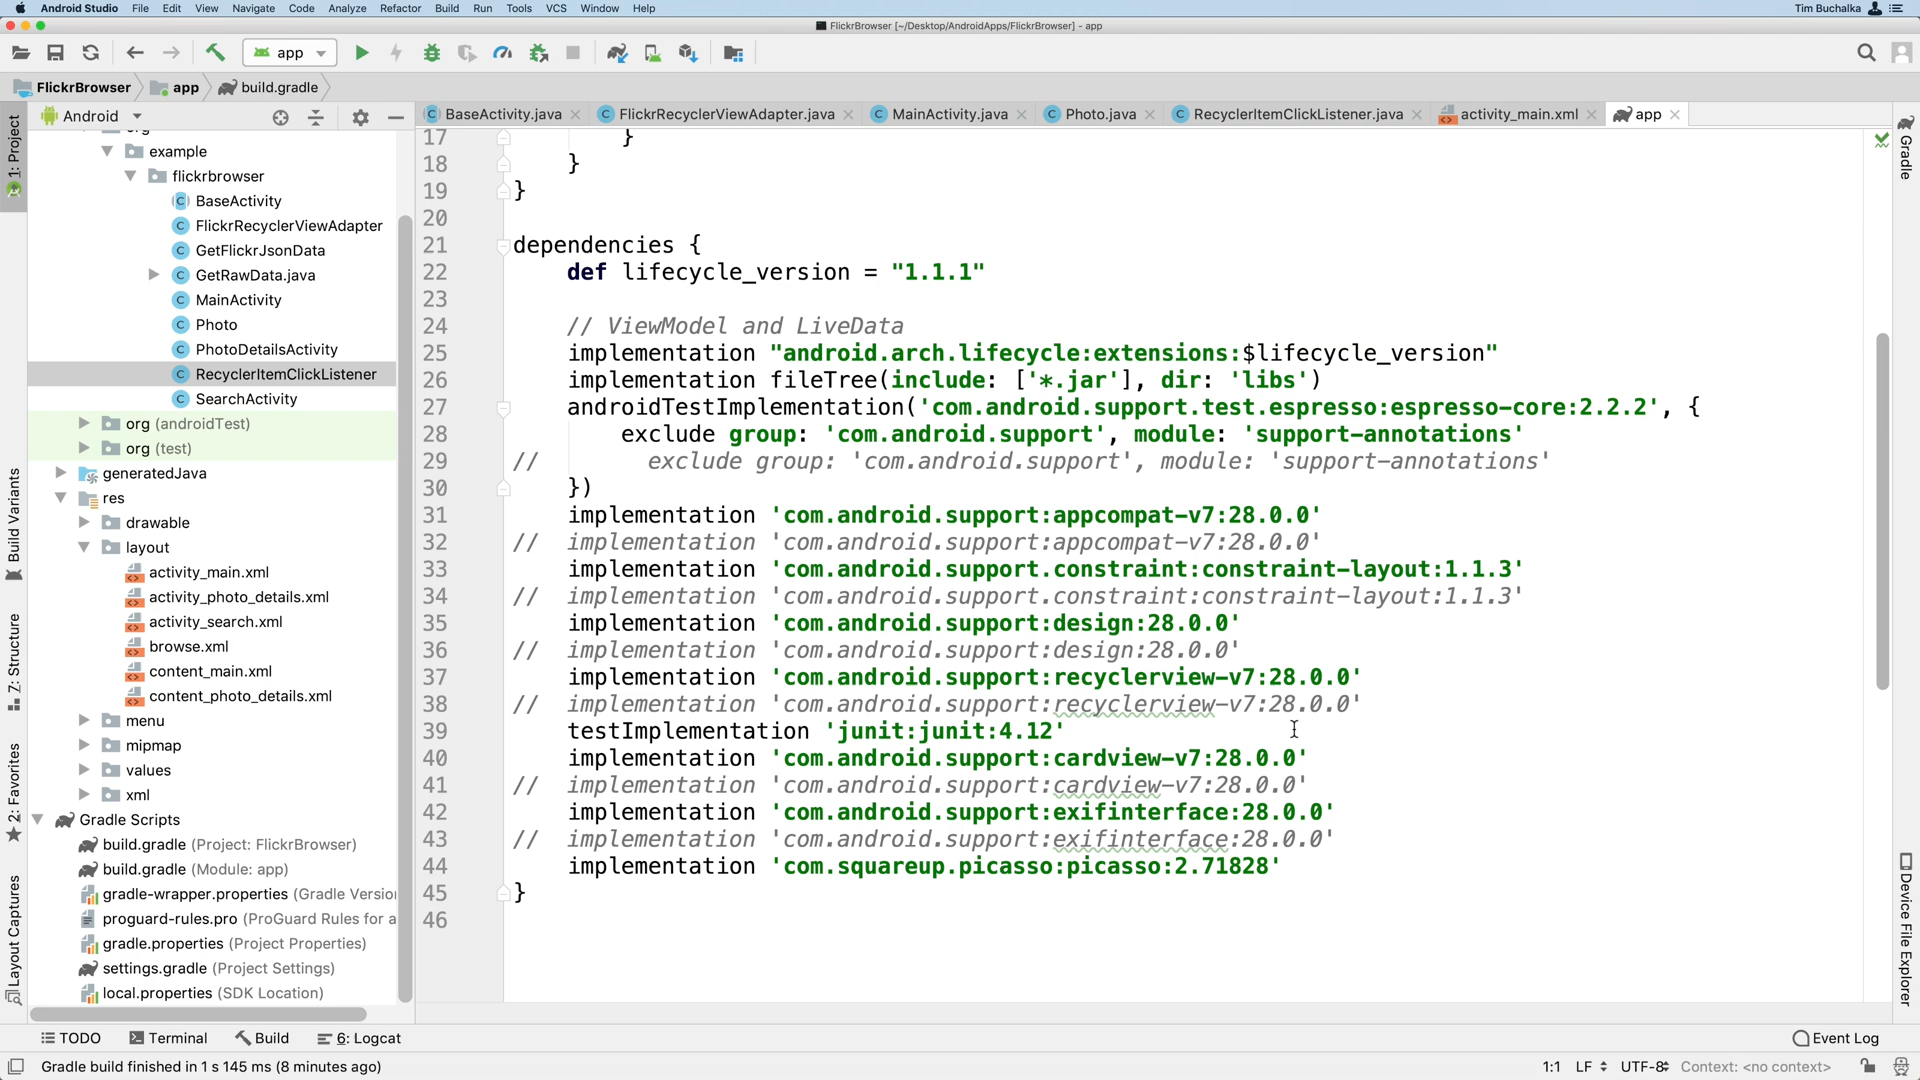 Android Studio File Edit View Navigate Code Analyze Refactor Build Run Tools VCS Window Help Tim Buchalka
FlickrBrowser [~/Desktop/AndroidApps/FlickrBrowser] - app
app
FlickrBrowser app build.gradle
Android
BaseActivity.java FlickrRecyclerViewAdapter.java MainActivity.java Photo.java RecyclerItemClickListener.java activity_main.xml app
1: Project
Build Variants
7: Structure
2: Favorites
Layout Captures
org
example
flickrbrowser
BaseActivity
FlickrRecyclerViewAdapter
GetFlickrJsonData
GetRawData.java
MainActivity
Photo
PhotoDetailsActivity
RecyclerItemClickListener
SearchActivity
org (androidTest)
org (test)
generatedJava
res
drawable
layout
activity_main.xml
activity_photo_details.xml
activity_search.xml
browse.xml
content_main.xml
content_photo_details.xml
menu
mipmap
values
xml
Gradle Scripts
build.gradle (Project: FlickrBrowser)
build.gradle (Module: app)
gradle-wrapper.properties (Gradle Versio
proguard-rules.pro (ProGuard Rules for a
gradle.properties (Project Properties)
settings.gradle (Project Settings)
local.properties (SDK Location)
17 }
18 }
19 }
20
21 dependencies {
22 def lifecycle_version = "1.1.1"
23
24 // ViewModel and LiveData
25 implementation "android.arch.lifecycle:extensions:$lifecycle_version"
26 implementation fileTree(include: ['*.jar'], dir: 'libs')
27 androidTestImplementation('com.android.support.test.espresso:espresso-core:2.2.2', {
28 exclude group: 'com.android.support', module: 'support-annotations'
29 // exclude group: 'com.android.support', module: 'support-annotations'
30 })
31 implementation 'com.android.support:appcompat-v7:28.0.0'
32 // implementation 'com.android.support:appcompat-v7:28.0.0'
33 implementation 'com.android.support.constraint:constraint-layout:1.1.3'
34 // implementation 'com.android.support.constraint:constraint-layout:1.1.3'
35 implementation 'com.android.support:design:28.0.0'
36 // implementation 'com.android.support:design:28.0.0'
37 implementation 'com.android.support:recyclerview-v7:28.0.0'
38 // implementation 'com.android.support:recyclerview-v7:28.0.0'
39 testImplementation 'junit:junit:4.12'
40 implementation 'com.android.support:cardview-v7:28.0.0'
41 // implementation 'com.android.support:cardview-v7:28.0.0'
42 implementation 'com.android.support:exifinterface:28.0.0'
43 // implementation 'com.android.support:exifinterface:28.0.0'
44 implementation 'com.squareup.picasso:picasso:2.71828'
45 }
46
Gradle
Device File Explorer
TODO Terminal Build 6: Logcat Event Log
Gradle build finished in 1 s 145 ms (8 minutes ago) 1:1 LF UTF-8 Context: <no context>